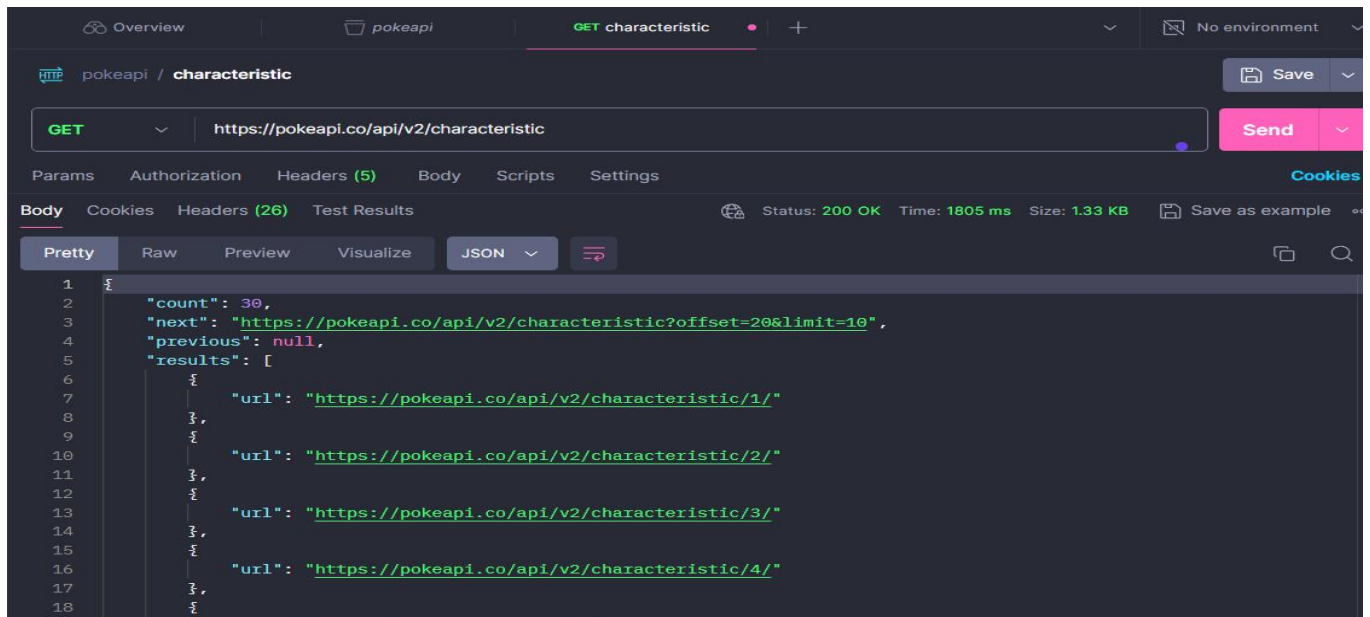 Overview
pokeapi
GET characteristic
No environment
HTTP pokeapi / characteristic
Save
GET https://pokeapi.co/api/v2/characteristic
Send
Params Authorization Headers (5) Body Scripts Settings Cookies
Body Cookies Headers (26) Test Results Status: 200 OK Time: 1805 ms Size: 1.33 KB Save as example
Pretty Raw Preview Visualize JSON
1 {
2 "count": 30,
3 "next": "https://pokeapi.co/api/v2/characteristic?offset=20&limit=10",
4 "previous": null,
5 "results": [
6 {
7 "url": "https://pokeapi.co/api/v2/characteristic/1/"
8 },
9 {
10 "url": "https://pokeapi.co/api/v2/characteristic/2/"
11 },
12 {
13 "url": "https://pokeapi.co/api/v2/characteristic/3/"
14 },
15 {
16 "url": "https://pokeapi.co/api/v2/characteristic/4/"
17 },
18 {